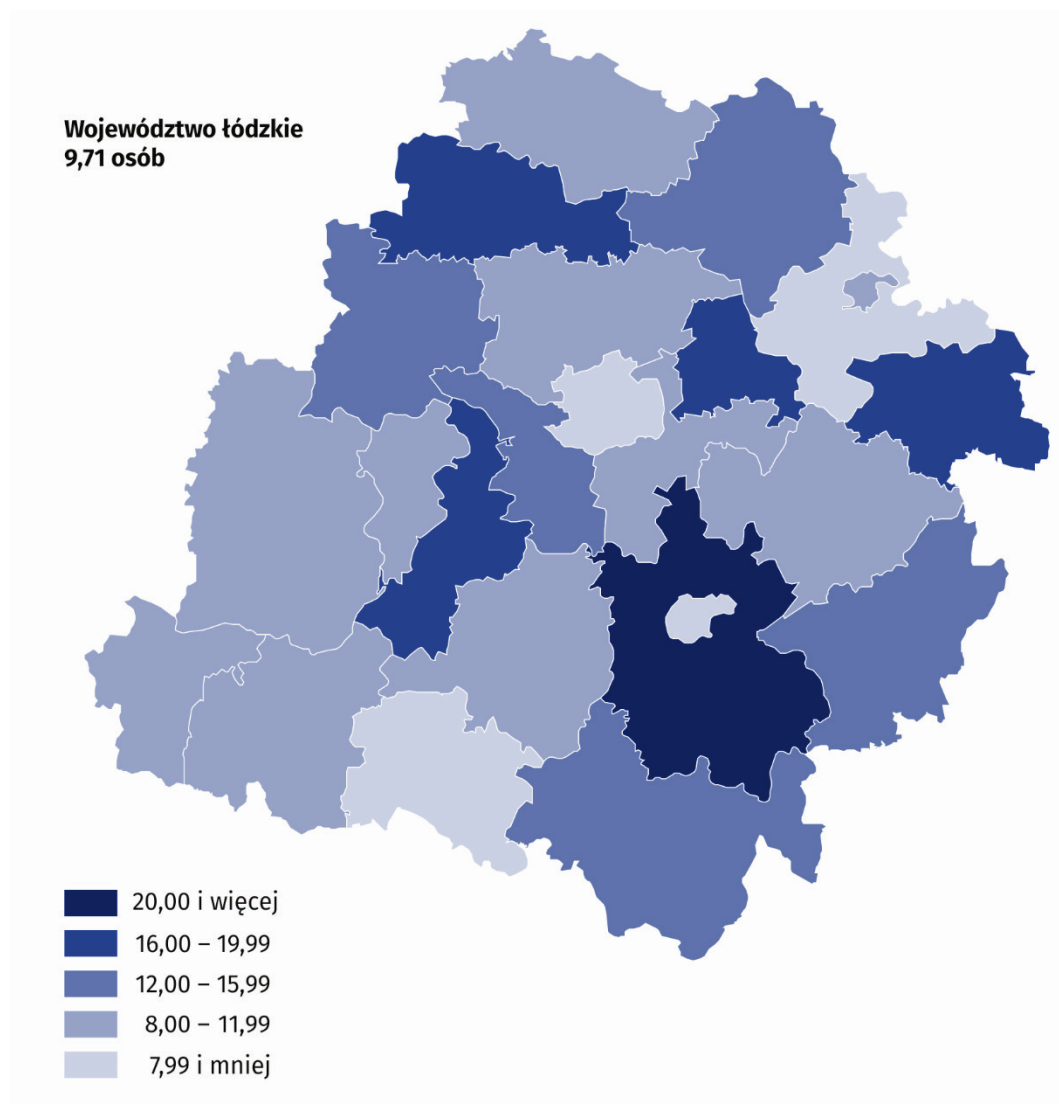 Województwo łódzkie
9,71 osób
20,00 i więcej
16,00 – 19,99
12,00 – 15,99
8,00 – 11,99
7,99 i mniej